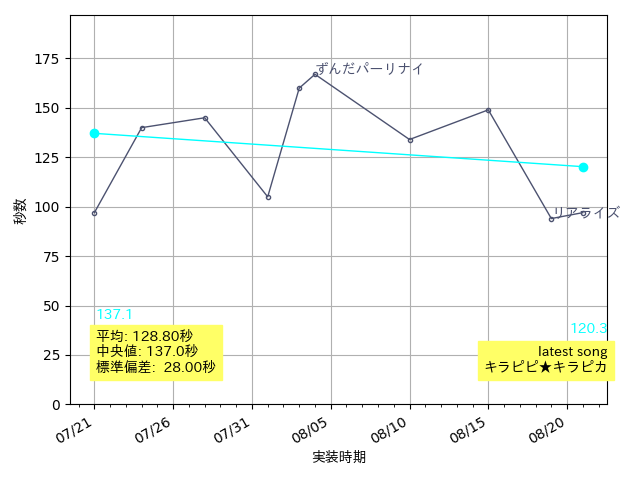 175
150
125
100
75
50
25
0
秒数
ずんだパーリナイ
リアライズ
137.1
120.3
平均: 128.80秒
中央値: 137.0秒
標準偏差: 28.00秒
latest song
キラピピ★キラピカ
07/21
07/26
07/31
08/05
08/10
08/15
08/20
実装時期